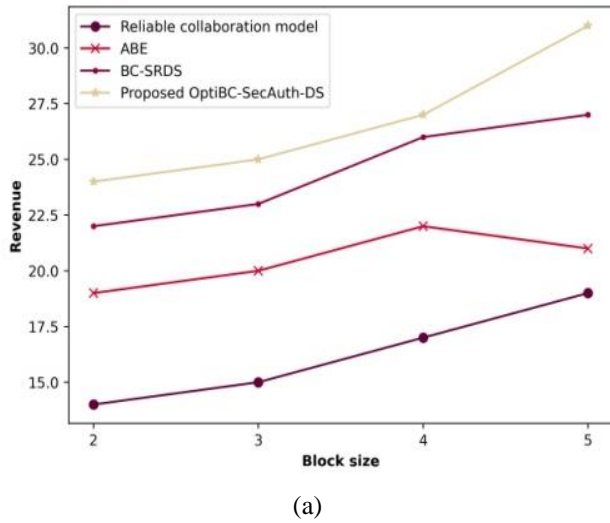 Reliable collaboration model
ABE
BC-SRDS
Proposed OptiBC-SecAuth-DS
30.0
27.5
25.0
22.5
20.0
17.5
15.0
Revenue
2 3 4 5
Block size
(a)